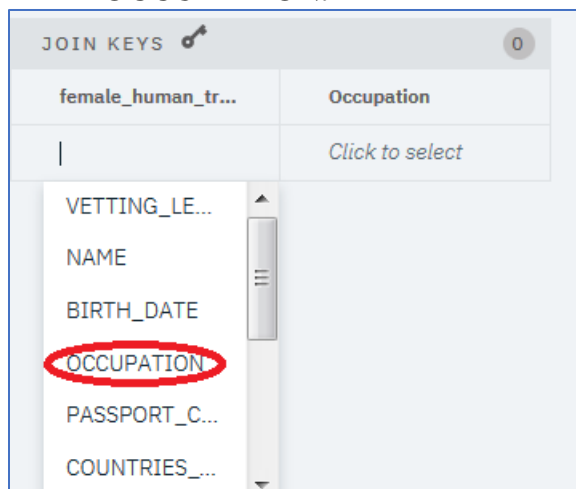 JOIN KEYS 0
female_human_tr... Occupation
Click to select
VETTING_LE...
NAME
BIRTH_DATE
OCCUPATION
PASSPORT_C...
COUNTRIES_...